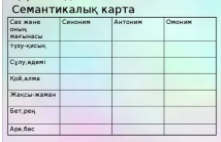 Семантикалық карта
Сөз және оның мағынасы Синоним Антоним Омоним
түзу-қисық
Сұлу,әдемі
Қой,алма
Жақсы-жаман
Бет,рең
Ара,бас